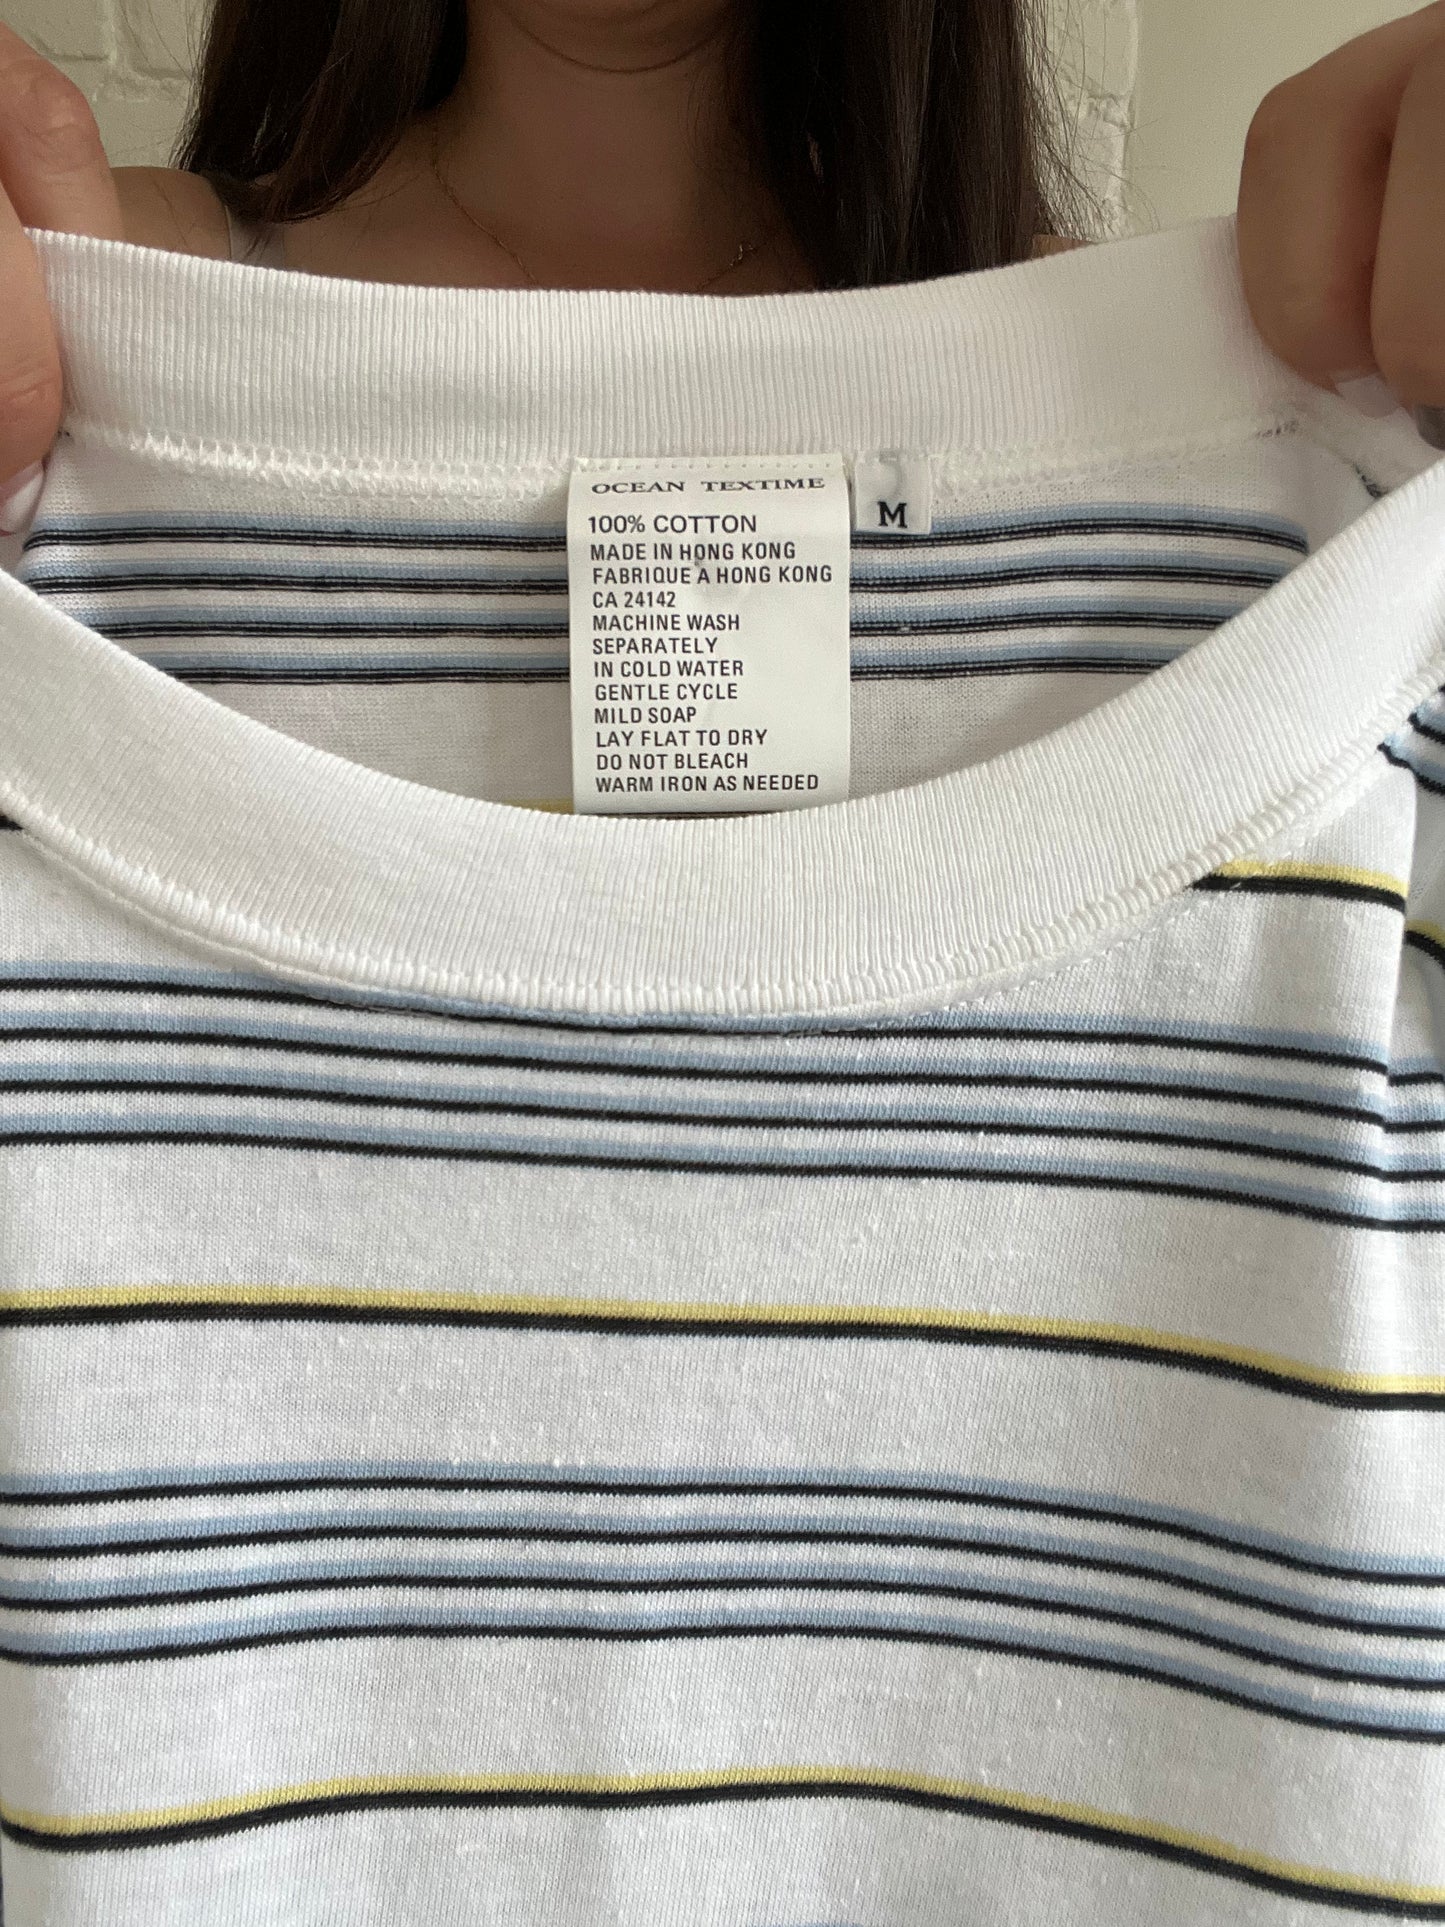 OCEAN TEXTIME
100% COTTON
MADE IN HONG KONG
FABRIQUE A HONG KONG
CA 24142
MACHINE WASH
SEPARATELY
IN COLD WATER
GENTLE CYCLE
MILD SOAP
LAY FLAT TO DRY
DO NOT BLEACH
WARM IRON AS NEEDED
M